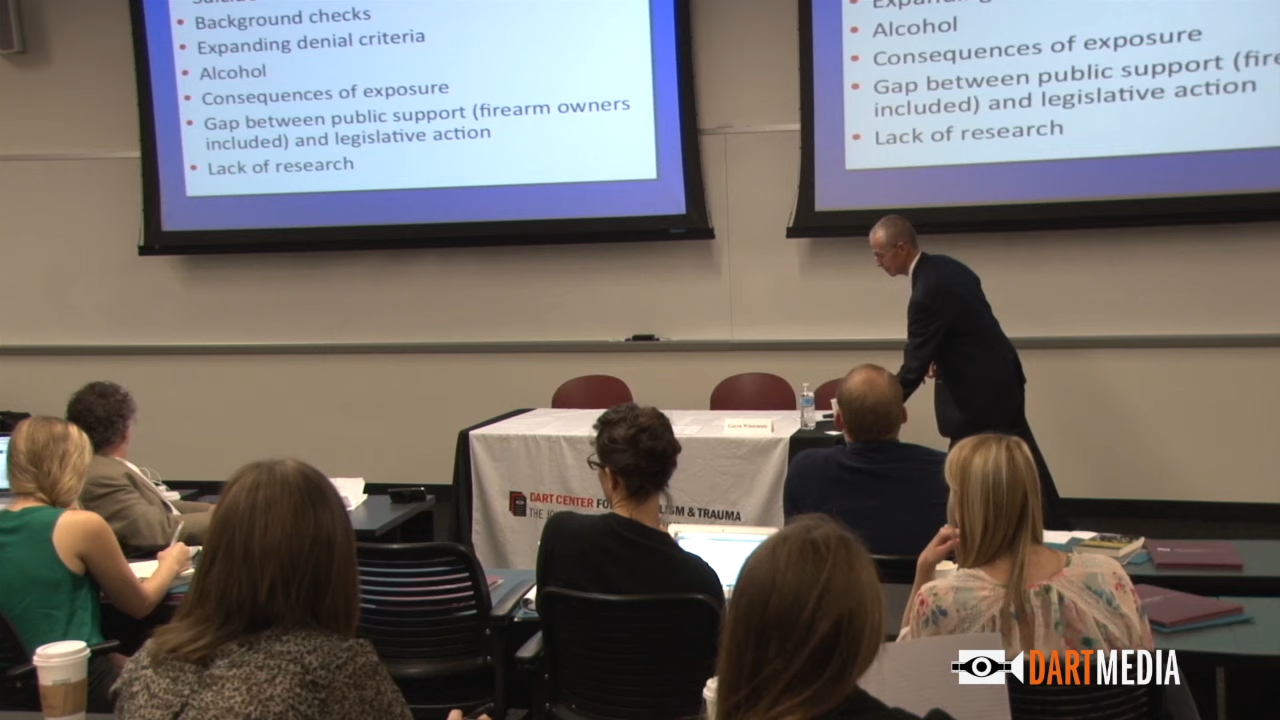 Background checks
Expanding denial criteria
Alcohol
Consequences of exposure
Gap between public support (firearm owners
included) and legislative action
Lack of research
Alcohol
Consequences of exposure
Gap between public support (fire
included) and legislative action
Lack of research
DART CENTER FO
& TRAUMA
THE
DARTMEDIA